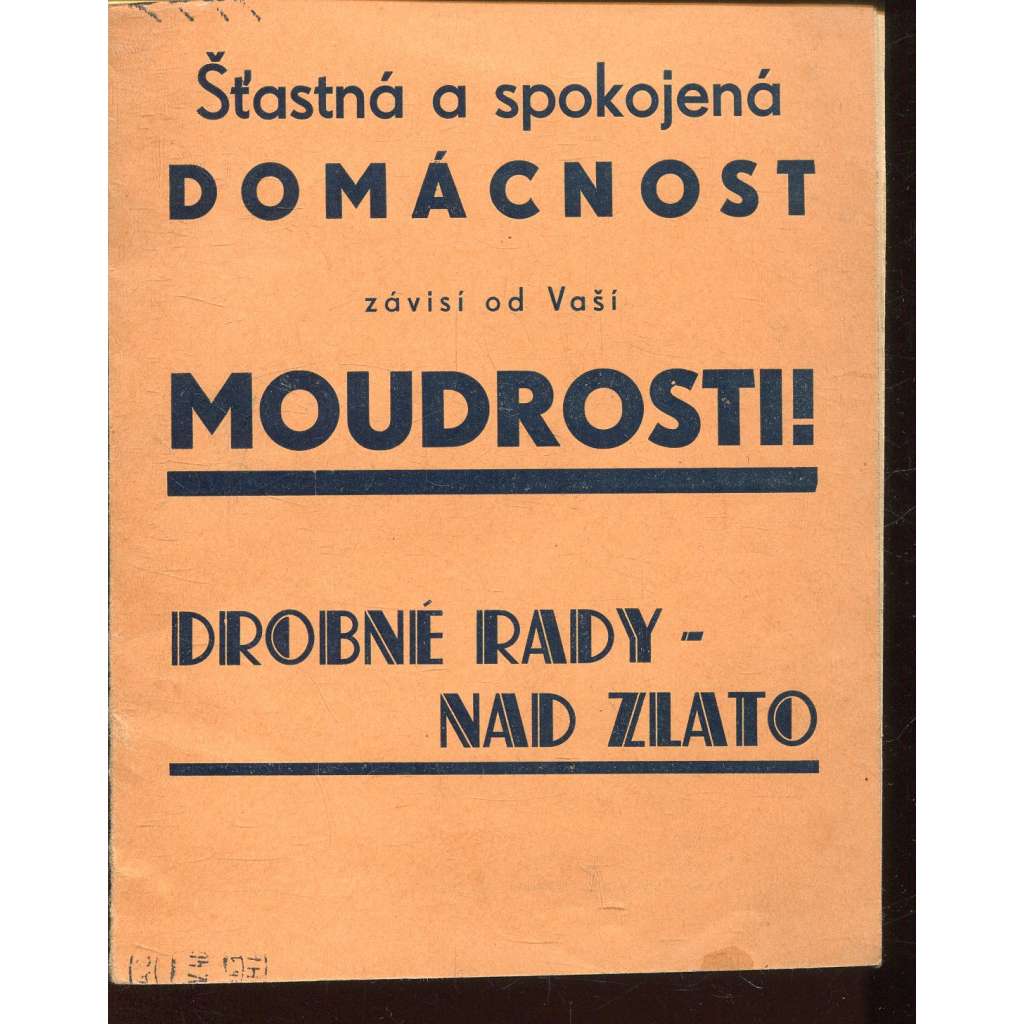 Šťastná a spokojená
DOMÁCNOST
závisí od Vaší
MOUDROSTI!
DROBNÉ RADY -
NAD ZLATO